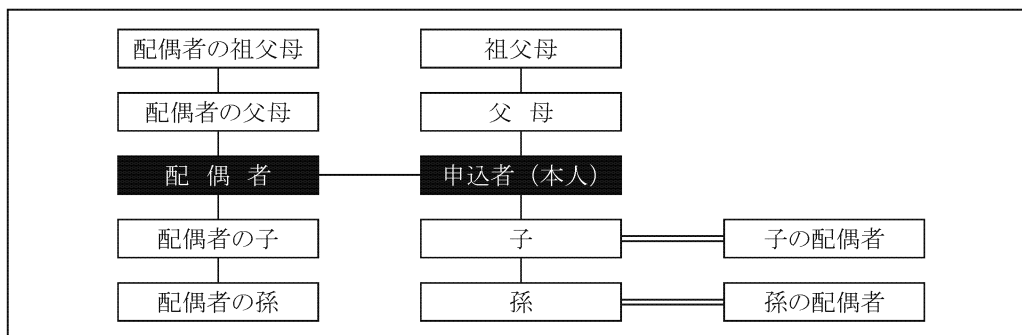 配偶者の祖父母
祖父母
配偶者の父母
父 母
配 偶 者
申込者（本人）
配偶者の子
子
子の配偶者
配偶者の孫
孫
孫の配偶者